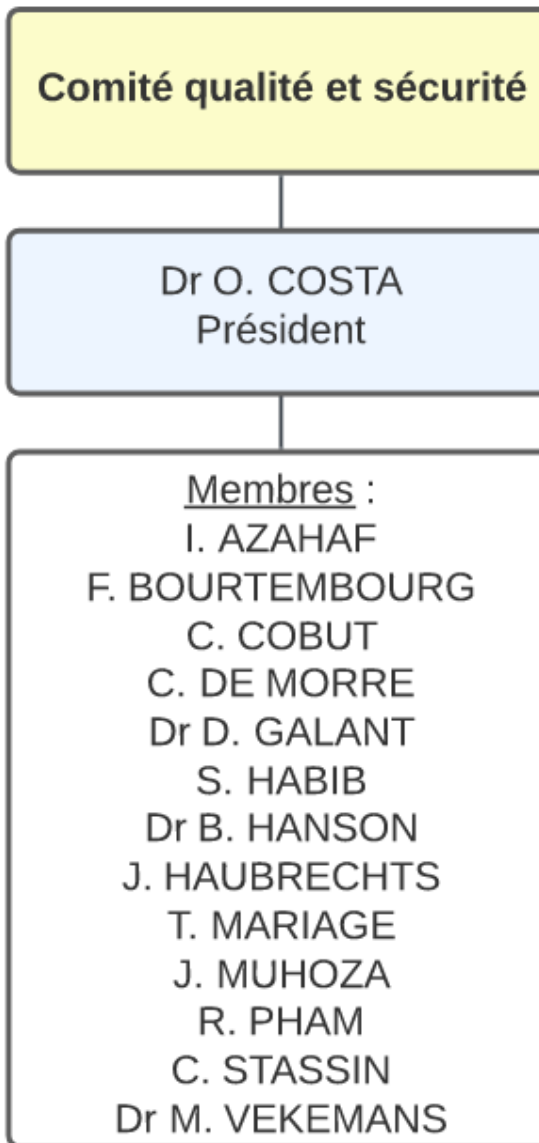 Comité qualité et sécurité
Dr O. COSTA
Président
Membres :
I. AZAHAF
F. BOURTEMBOURG
C. COBUT
C. DE MORRE
Dr D. GALANT
S. HABIB
Dr B. HANSON
J. HAUBRECHTS
T. MARIAGE
J. MUHOZA
R. PHAM
C. STASSIN
Dr M. VEKEMANS